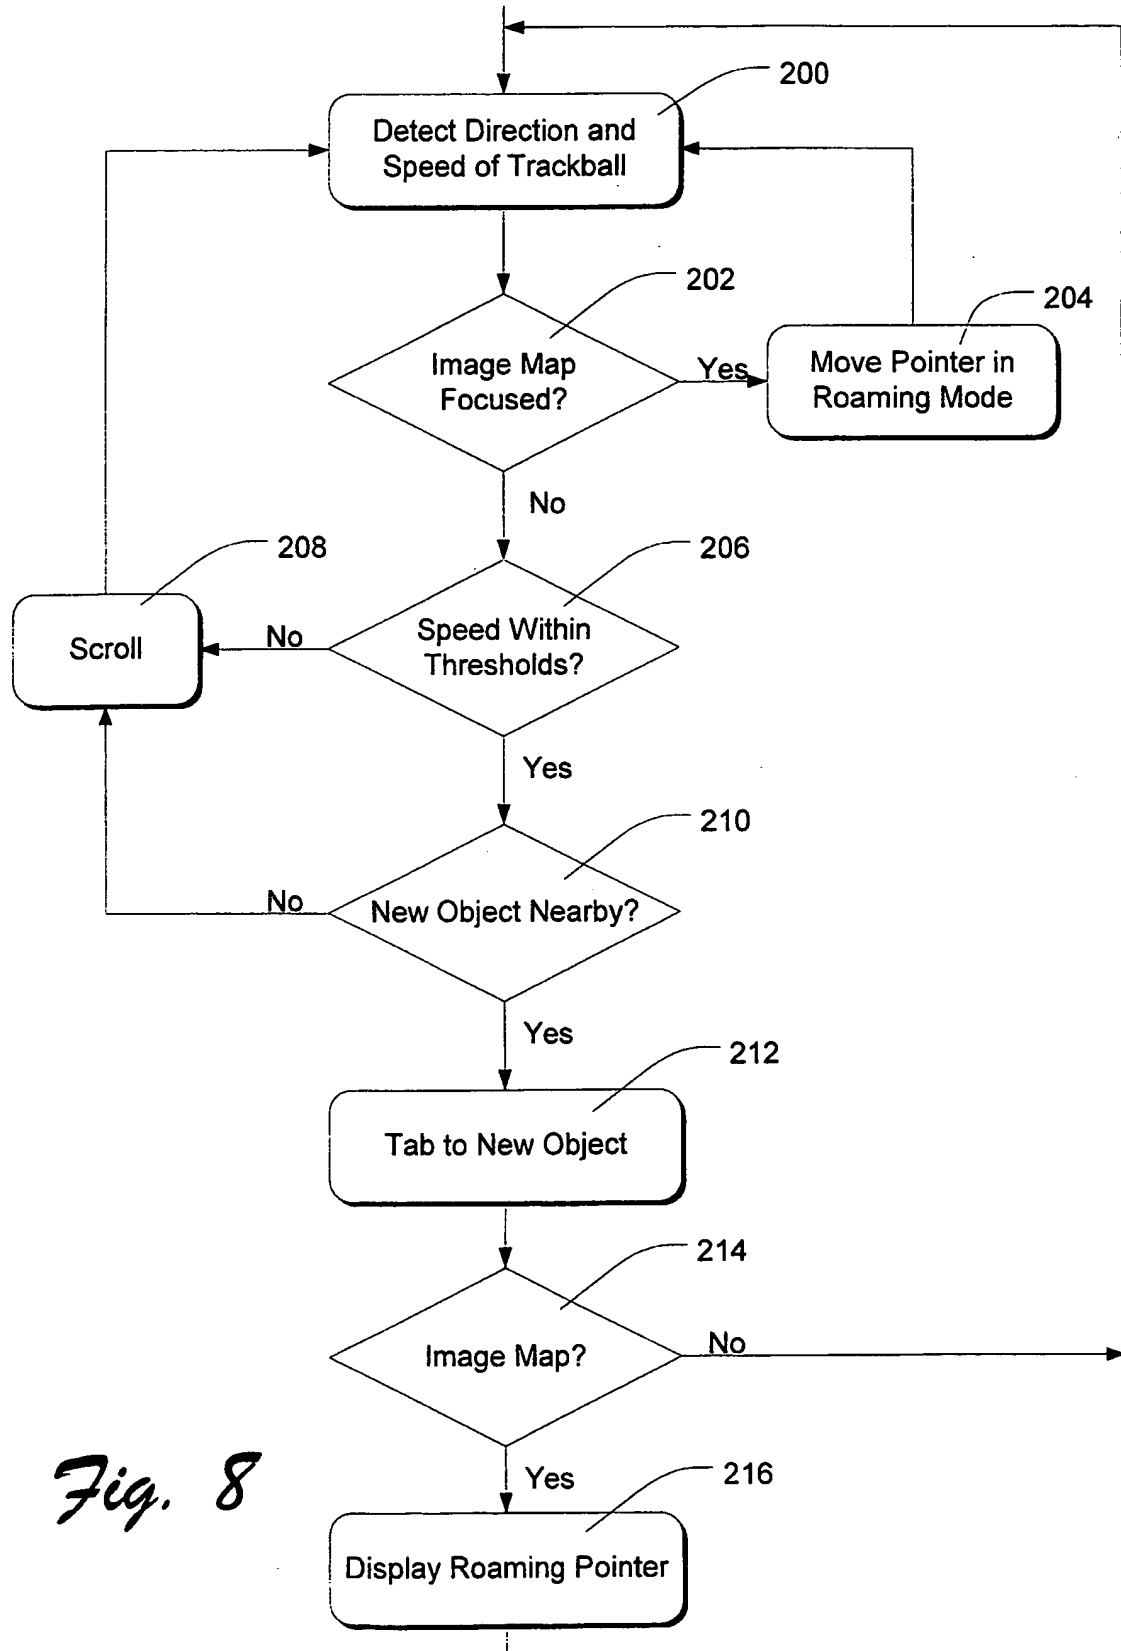 200
Detect Direction and
Speed of Trackball
202
Image Map
Focused?
Yes
204
Move Pointer in
Roaming Mode
No
206
Speed Within
Thresholds?
No
208
Scroll
Yes
210
New Object Nearby?
No
Yes
212
Tab to New Object
214
Image Map?
No
Yes
216
Display Roaming Pointer
Fig. 8